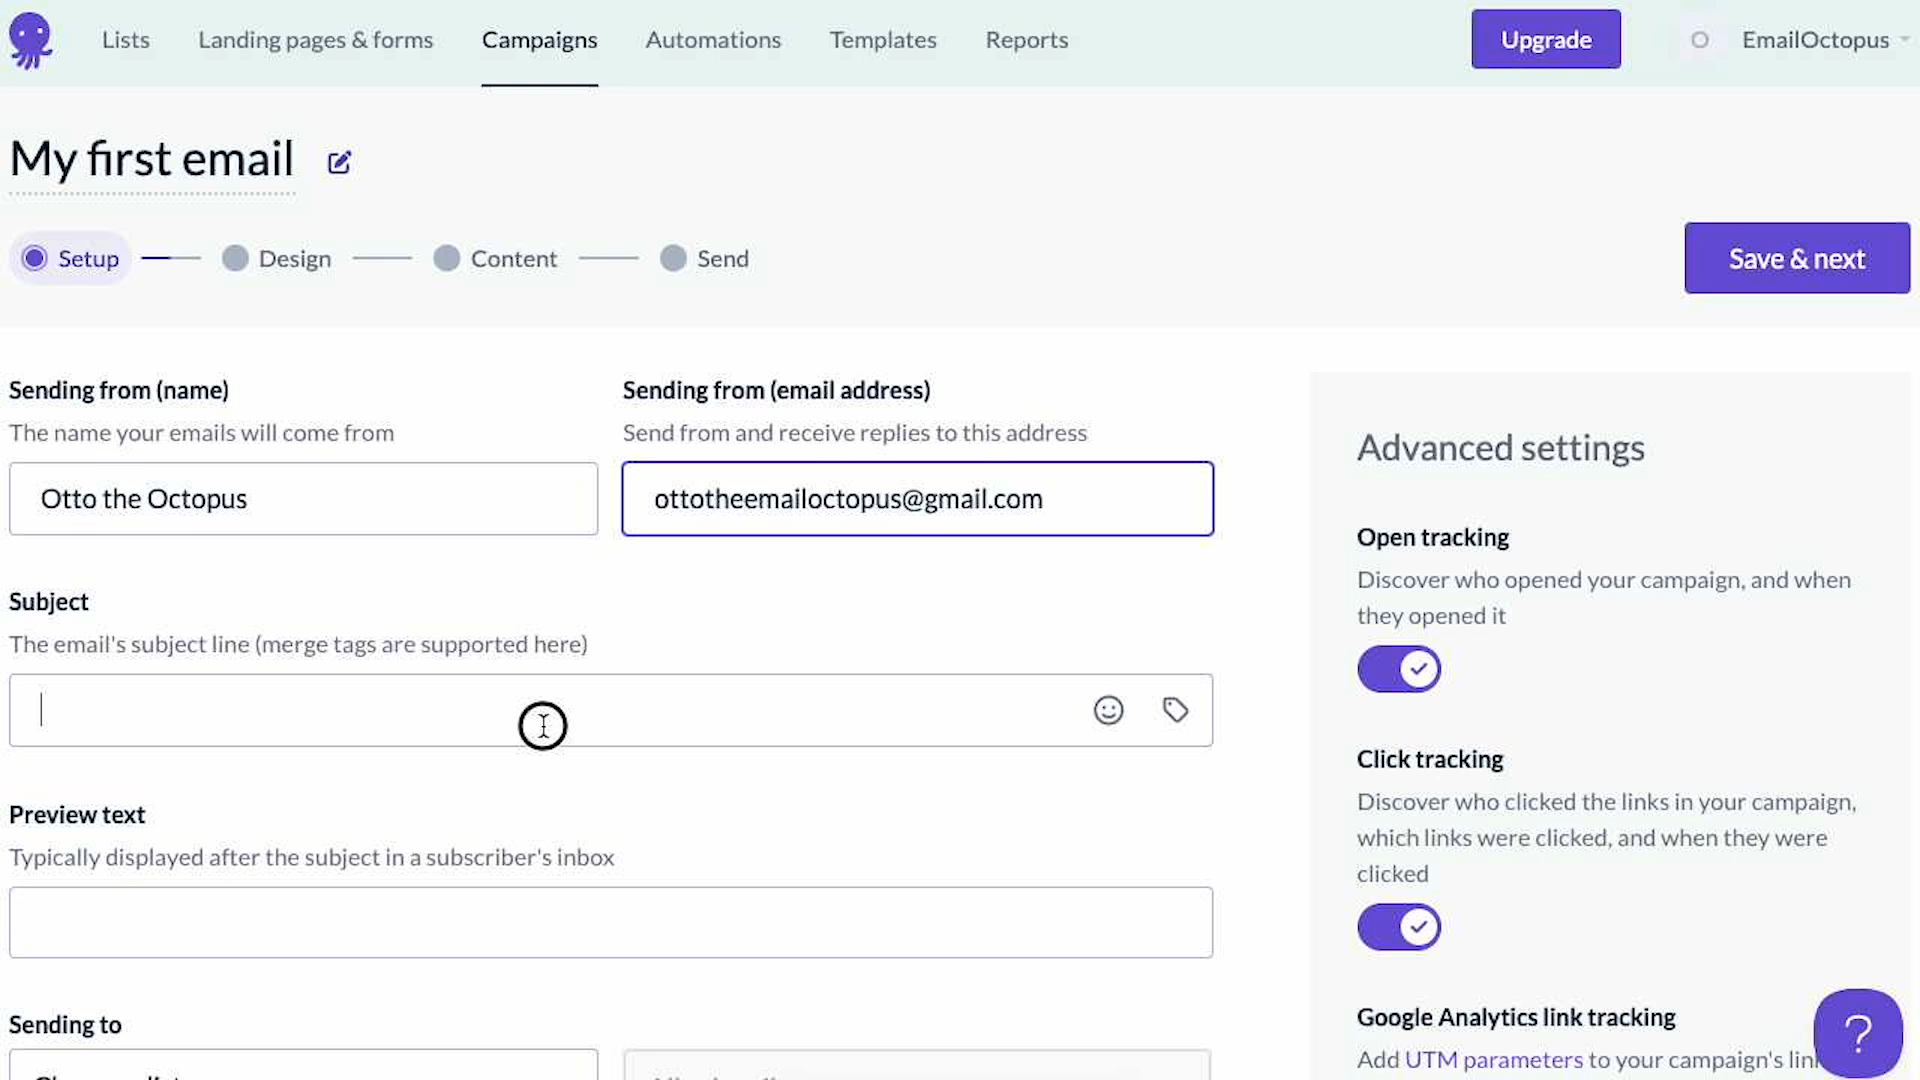 Lists Landing pages & forms Campaigns Automations Templates Reports Upgrade O EmailOctopus
My first email
Setup Design Content Send Save & next
Sending from (name)
The name your emails will come from
Otto the Octopus
Sending from (email address)
Send from and receive replies to this address
ottotheemailoctopus@gmail.com
Subject
The email's subject line (merge tags are supported here)
Preview text
Typically displayed after the subject in a subscriber's inbox
Sending to
Advanced settings
Open tracking
Discover who opened your campaign, and when
they opened it
Click tracking
Discover who clicked the links in your campaign,
which links were clicked, and when they were
clicked
Google Analytics link tracking
Add UTM parameters to your campaign's
?